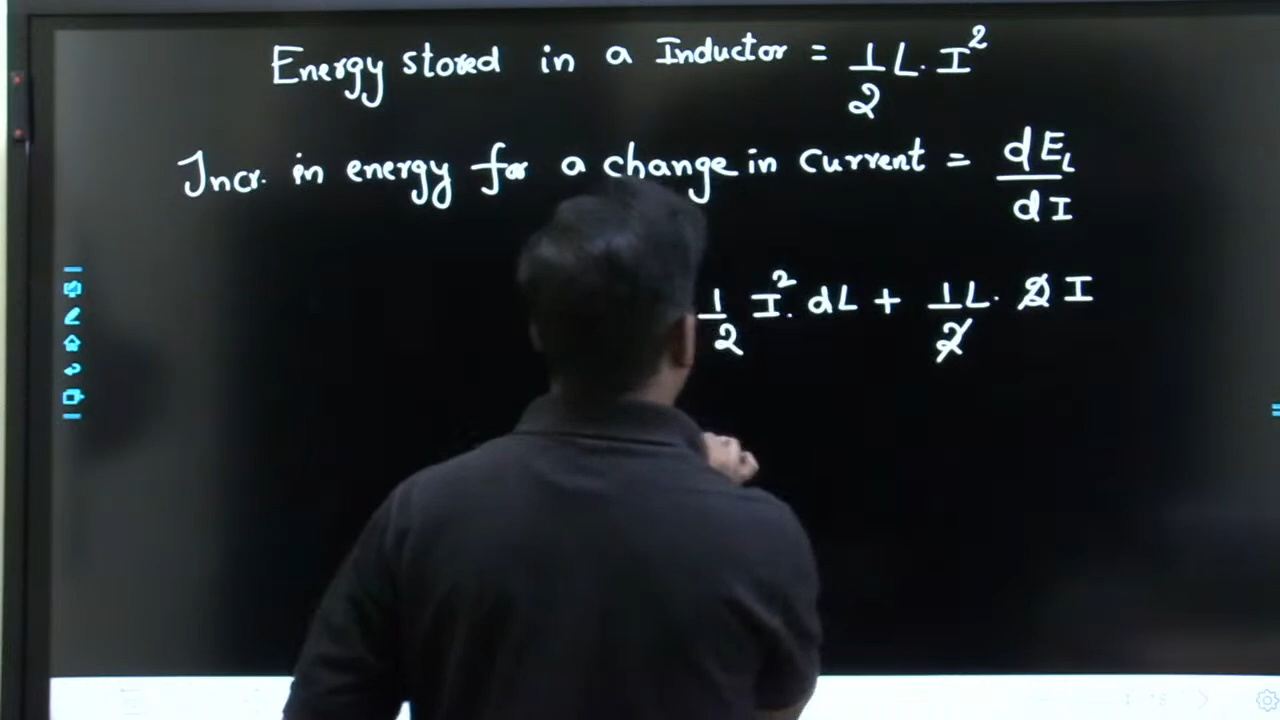 Energy stored in a Inductor = 1/2 L. I²
Incr. in energy for a change in current = dE_L/dI
1/2 I². dL + 1/2 L. 2 I